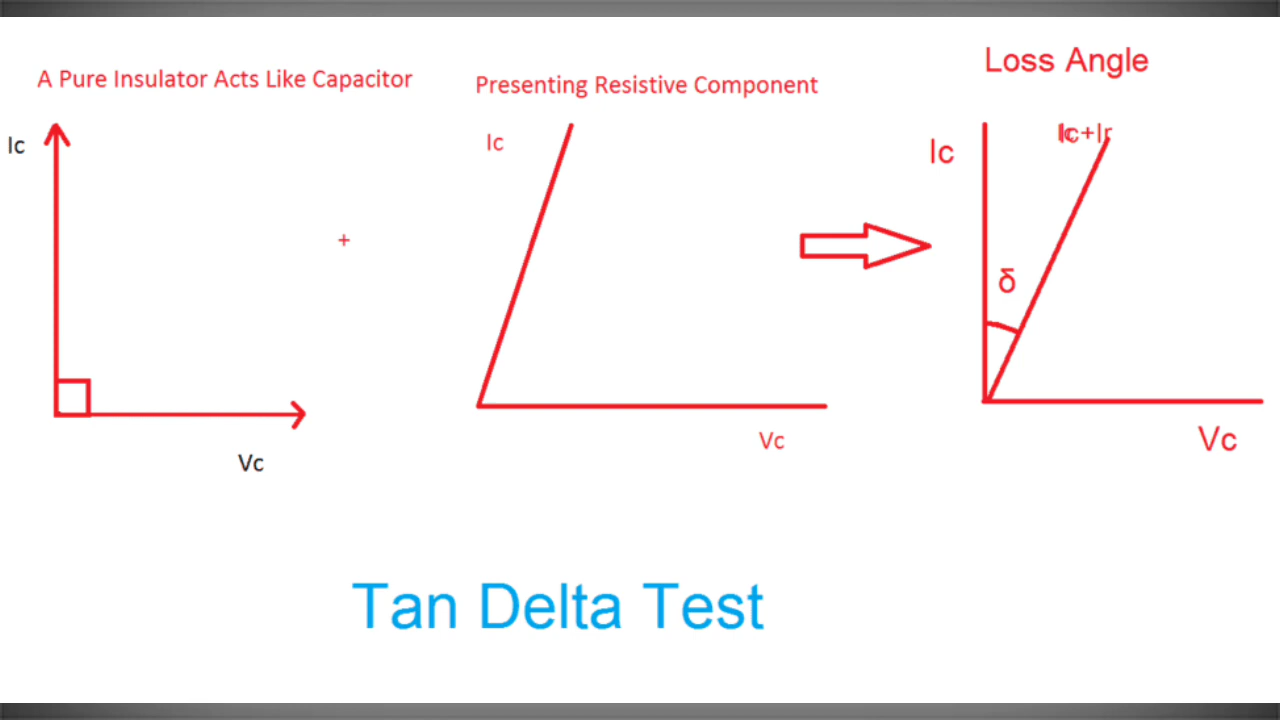 A Pure Insulator Acts Like Capacitor
Presenting Resistive Component
Loss Angle
Ic
Ic
Ic
Ic+Ir
+
δ
Vc
Vc
Vc
Tan Delta Test